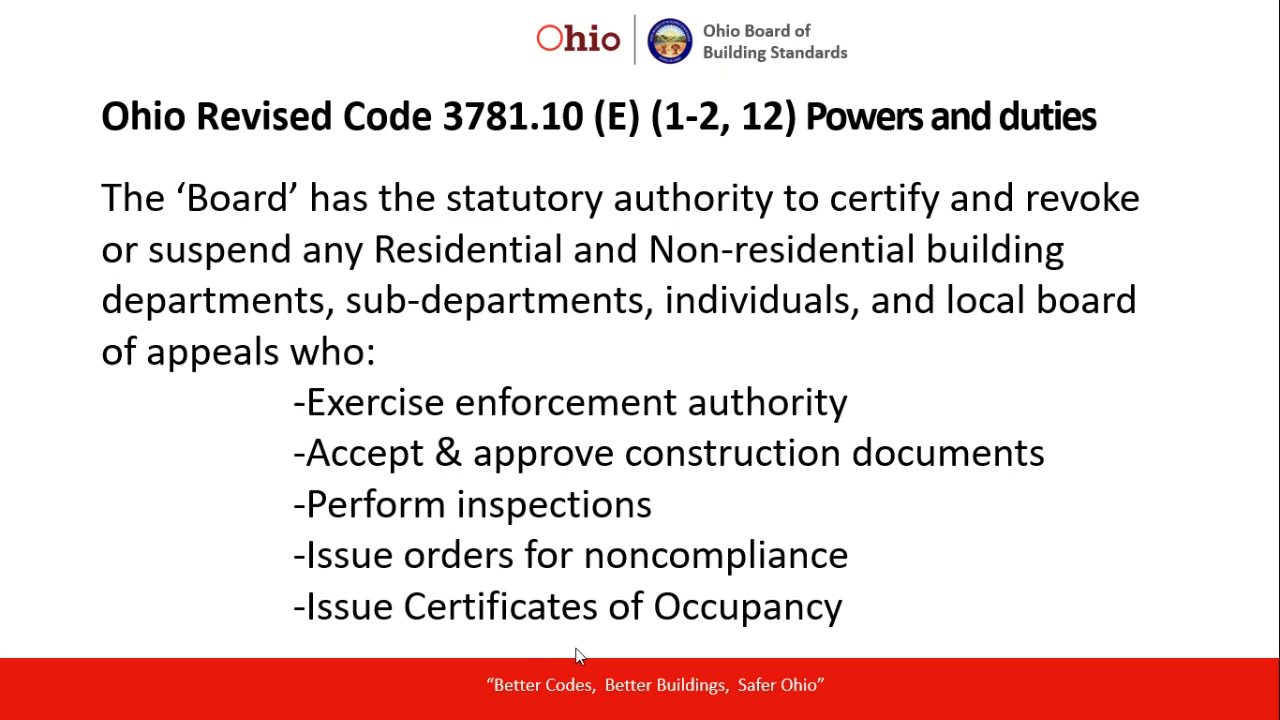 Ohio
Ohio Board of
Building Standards
Ohio Revised Code 3781.10 (E) (1-2, 12) Powers and duties
The ‘Board’ has the statutory authority to certify and revoke
or suspend any Residential and Non-residential building
departments, sub-departments, individuals, and local board
of appeals who:
-Exercise enforcement authority
-Accept & approve construction documents
-Perform inspections
-Issue orders for noncompliance
-Issue Certificates of Occupancy
“Better Codes, Better Buildings, Safer Ohio”